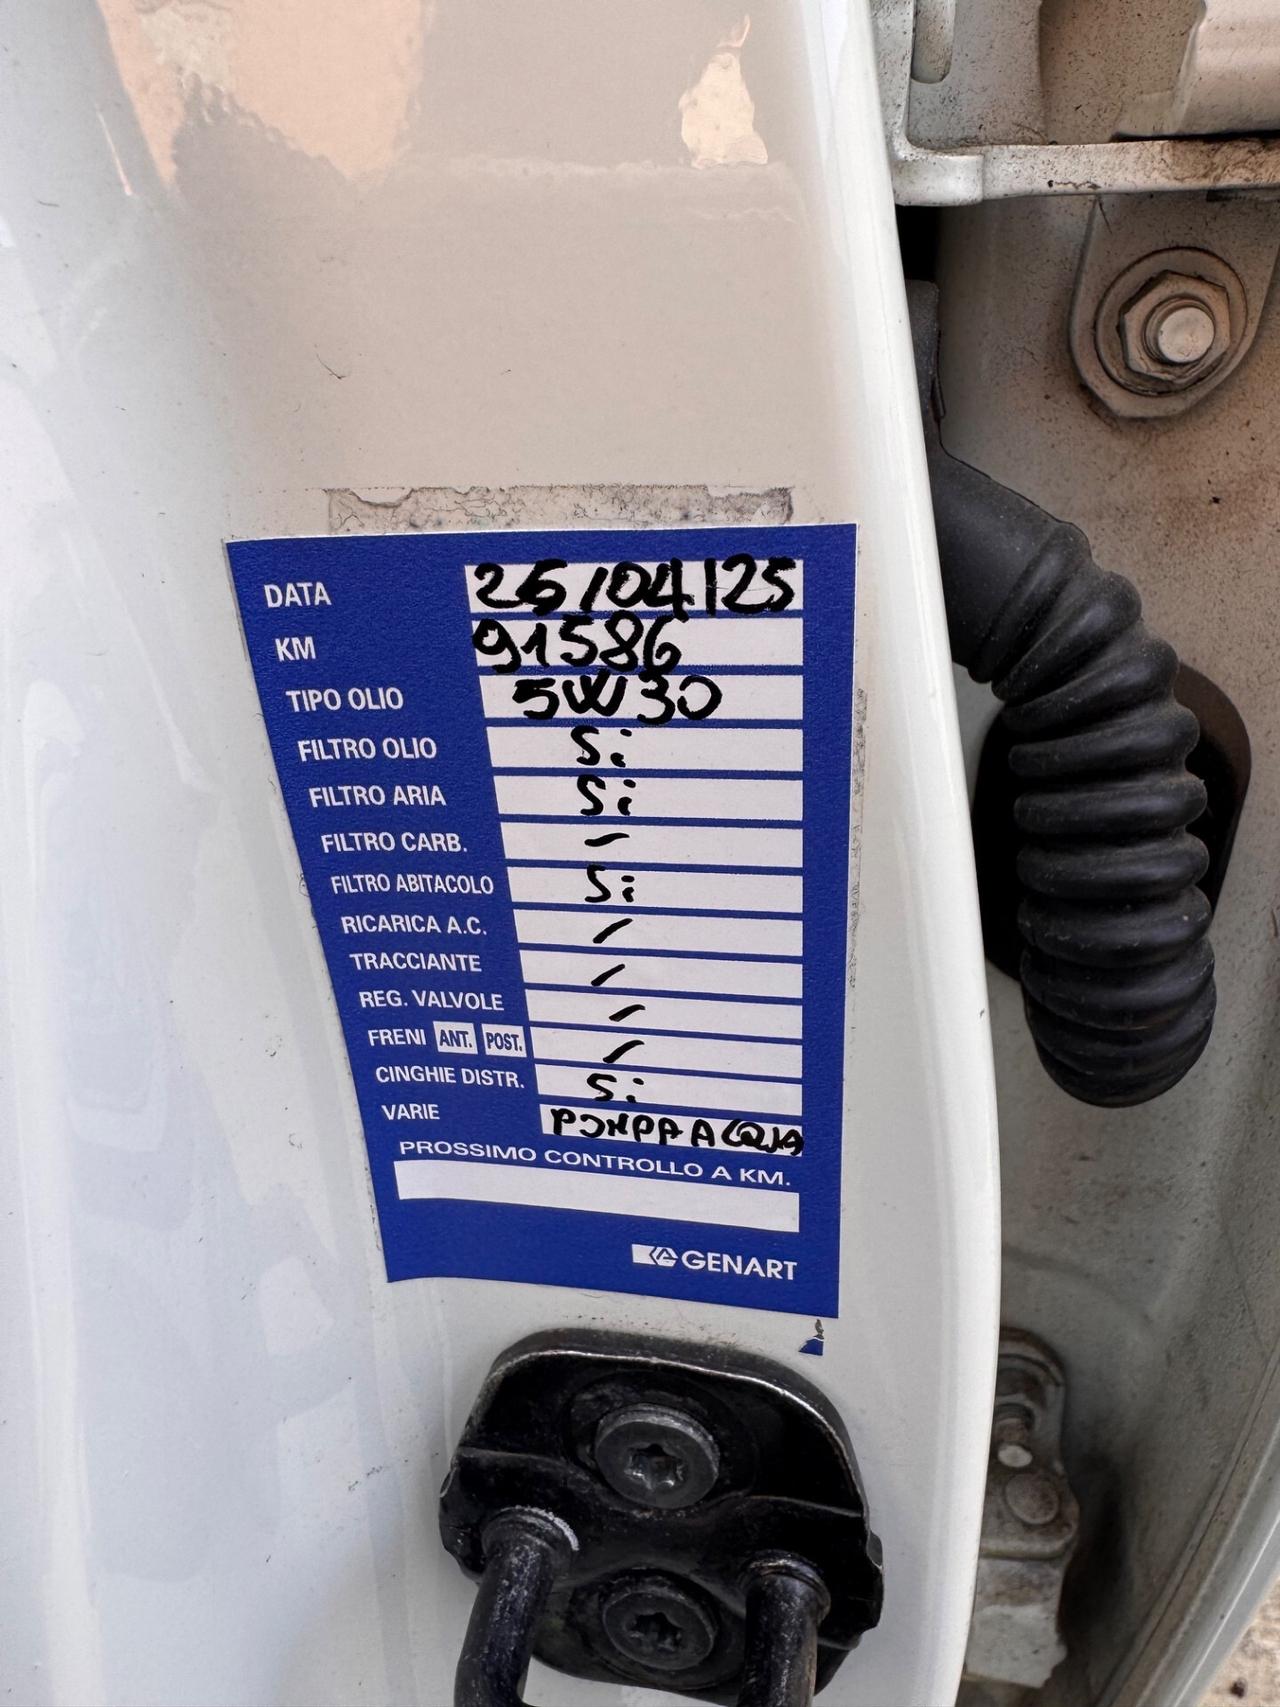 DATA 26/04/25
KM 91586
TIPO OLIO 5W30
FILTRO OLIO Si
FILTRO ARIA Si
FILTRO CARB. -
FILTRO ABITACOLO Si
RICARICA A.C. /
TRACCIANTE /
REG. VALVOLE /
FRENI ANT. POST. /
CINGHIE DISTR. Si
VARIE POMPA ACQUA
PROSSIMO CONTROLLO A KM.
GENART